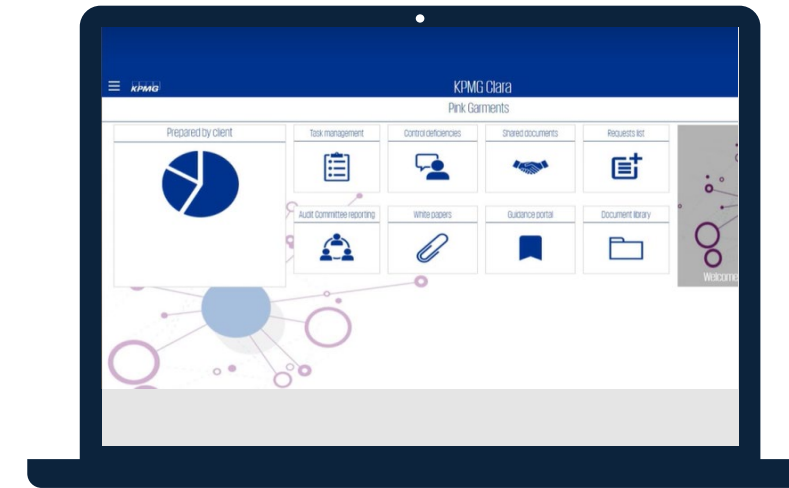 KPMG
KPMG Clara
Pink Garments
Prepared by client
Task management
Control deficiencies
Shared documents
Requests list
Audit Committee reporting
White papers
Guidance portal
Document library
Welcome